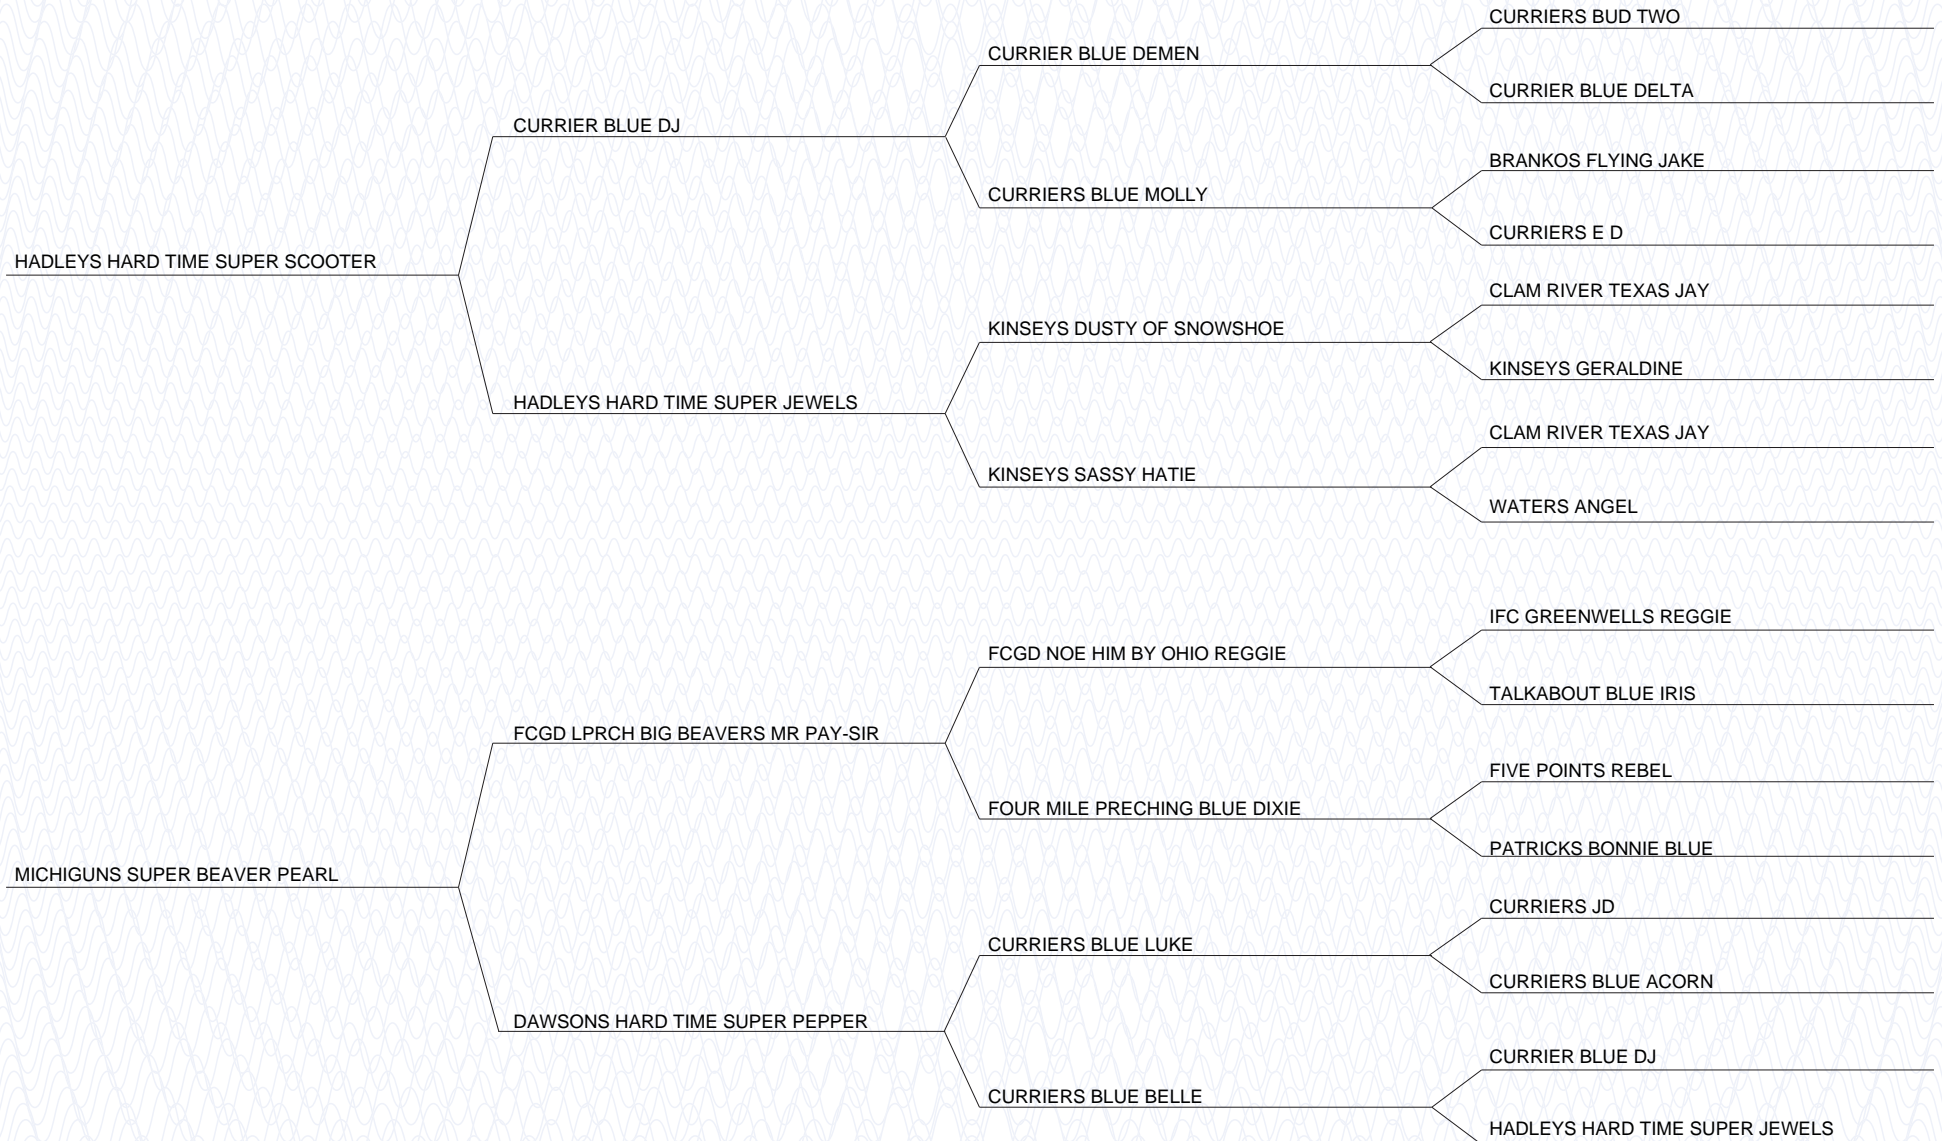 CURRIERS BUD TWO
CURRIER BLUE DEMEN
CURRIER BLUE DELTA
CURRIER BLUE DJ
BRANKOS FLYING JAKE
CURRIERS BLUE MOLLY
CURRIERS E D
HADLEYS HARD TIME SUPER SCOOTER
CLAM RIVER TEXAS JAY
KINSEYS DUSTY OF SNOWSHOE
KINSEYS GERALDINE
HADLEYS HARD TIME SUPER JEWELS
CLAM RIVER TEXAS JAY
KINSEYS SASSY HATIE
WATERS ANGEL
IFC GREENWELLS REGGIE
FCGD NOE HIM BY OHIO REGGIE
TALKABOUT BLUE IRIS
FCGD LPRCH BIG BEAVERS MR PAY-SIR
FIVE POINTS REBEL
FOUR MILE PRECHING BLUE DIXIE
PATRICKS BONNIE BLUE
MICHIGUNS SUPER BEAVER PEARL
CURRIERS JD
CURRIERS BLUE LUKE
CURRIERS BLUE ACORN
DAWSONS HARD TIME SUPER PEPPER
CURRIER BLUE DJ
CURRIERS BLUE BELLE
HADLEYS HARD TIME SUPER JEWELS